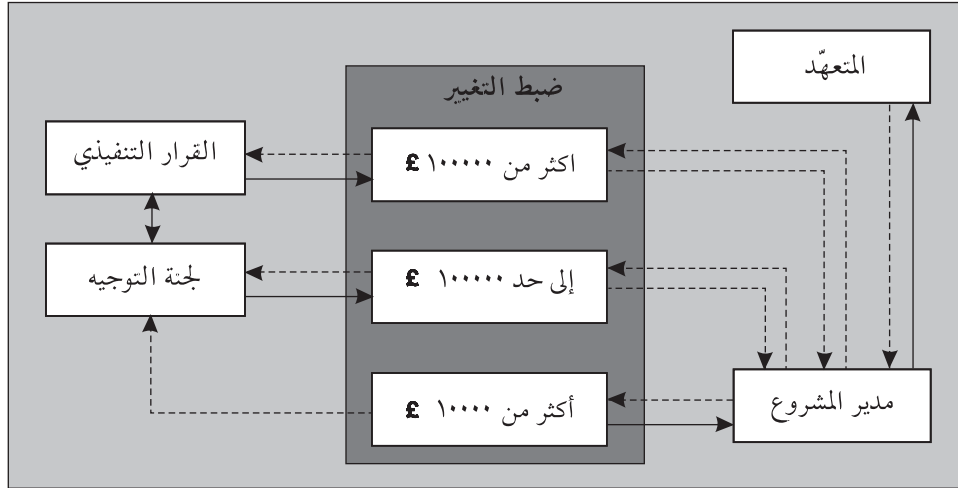 المتعهّد
ضبط التغيير
القرار التنفيذي
اكثر من ١٠٠٠٠٠ £
لجنة التوجيه
إلى حد ١٠٠٠٠٠ £
أكثر من ١٠٠٠٠ £
مدير المشروع